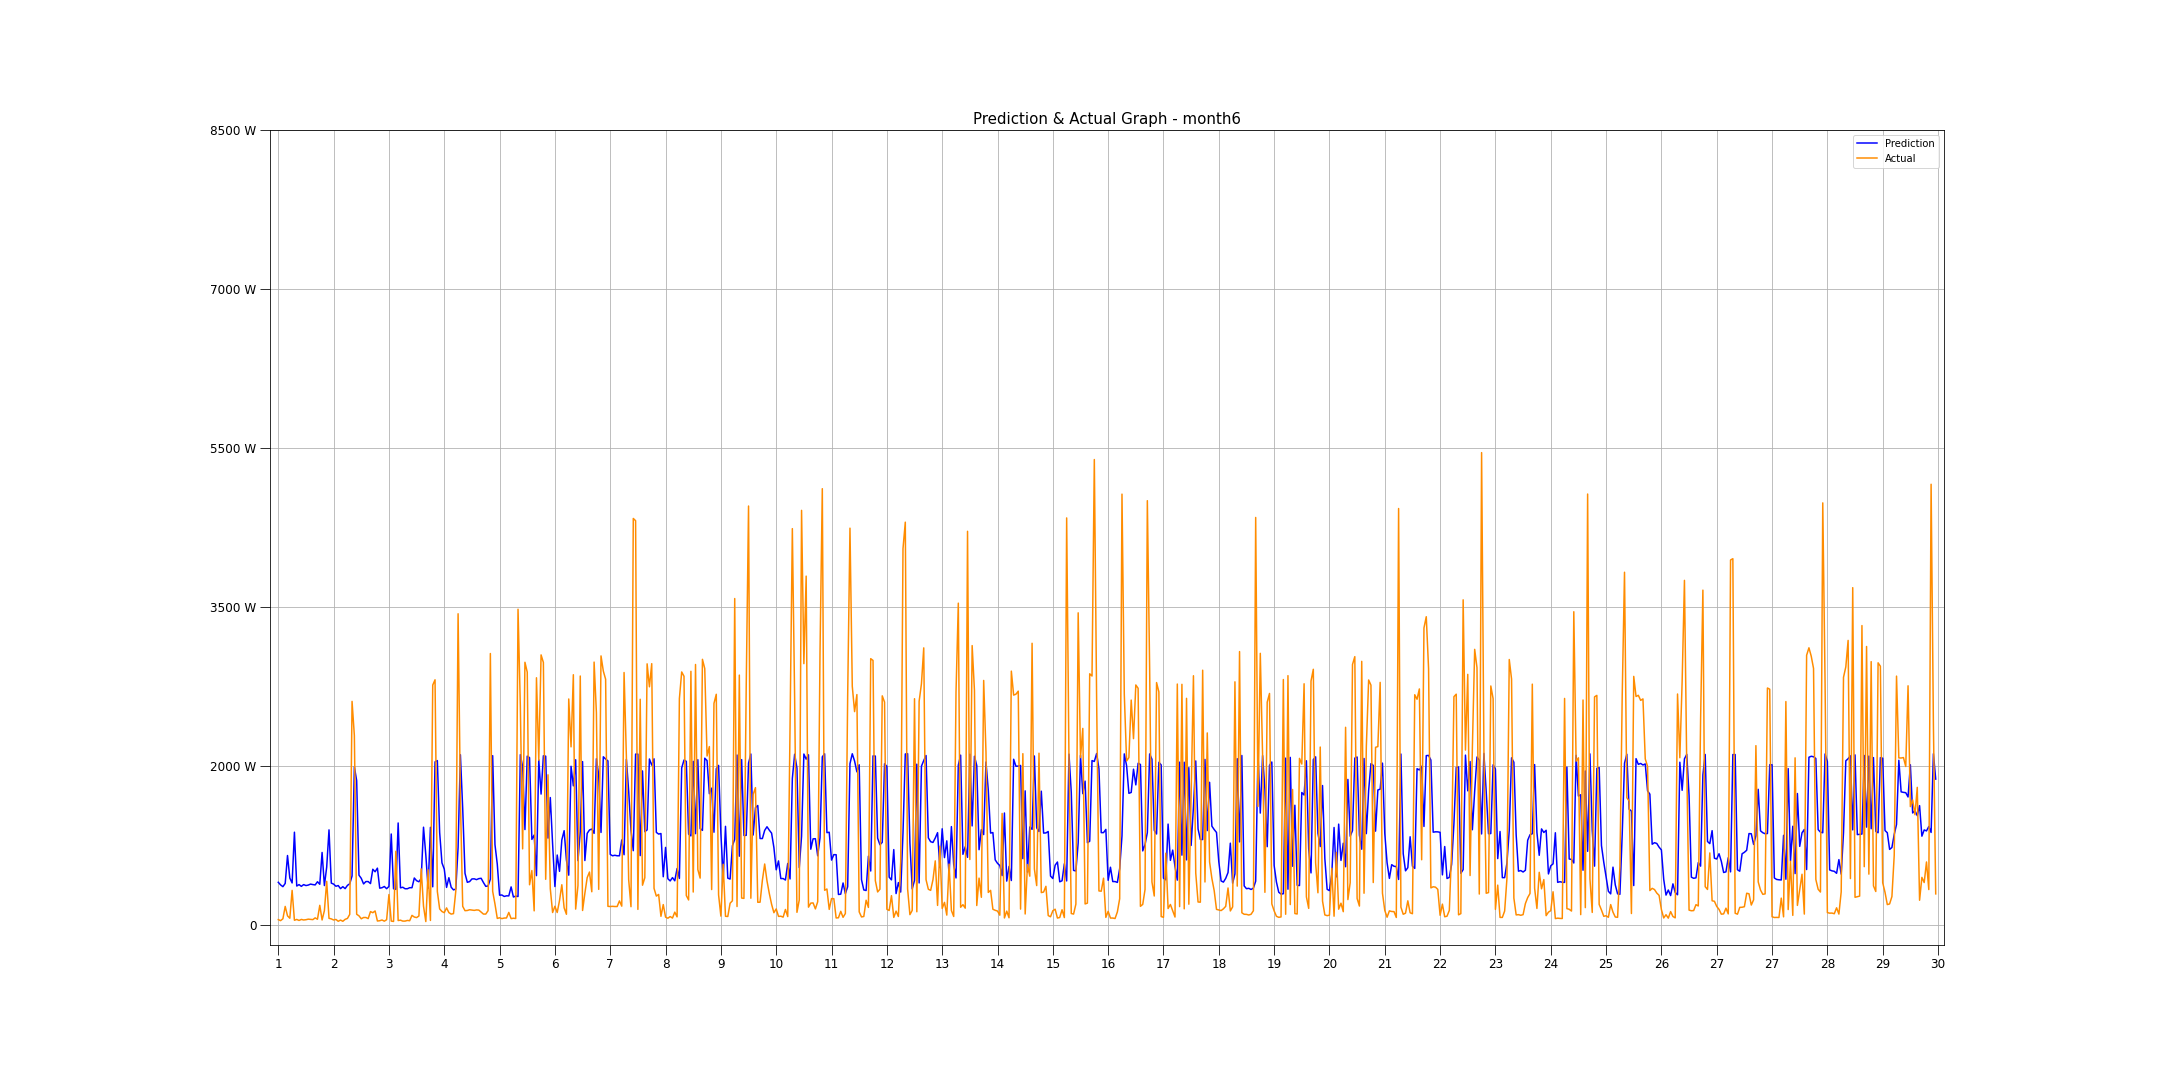 Prediction & Actual Graph - month6
8500 W
7000 W
5500 W
3500 W
2000 W
0
Prediction
Actual
1 2 3 4 5 6 7 8 9 10 11 12 13 14 15 16 17 18 19 20 21 22 23 24 25 26 27 27 28 29 30